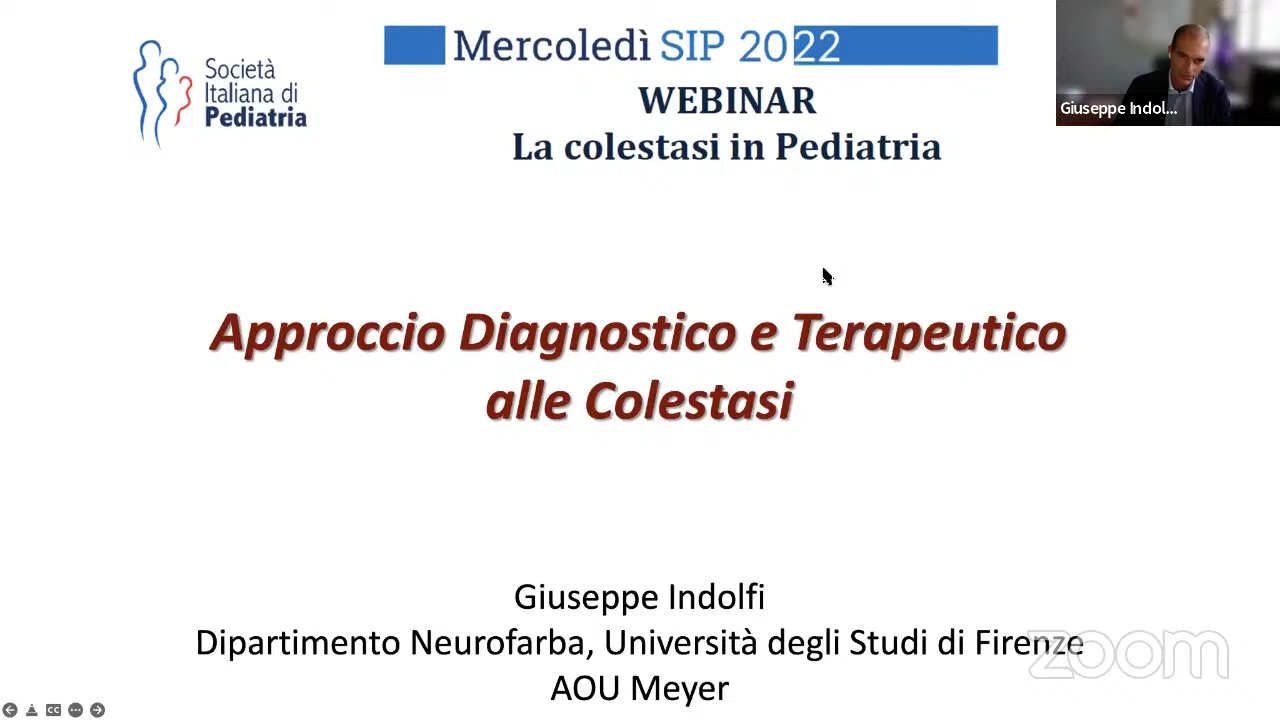 Società
Italiana di
Pediatria
Mercoledì SIP 2022
WEBINAR
La colestasi in Pediatria
Giuseppe Indol...
Approccio Diagnostico e Terapeutico
alle Colestasi
Giuseppe Indolfi
Dipartimento Neurofarba, Università degli Studi di Firenze
AOU Meyer
zoom
CC